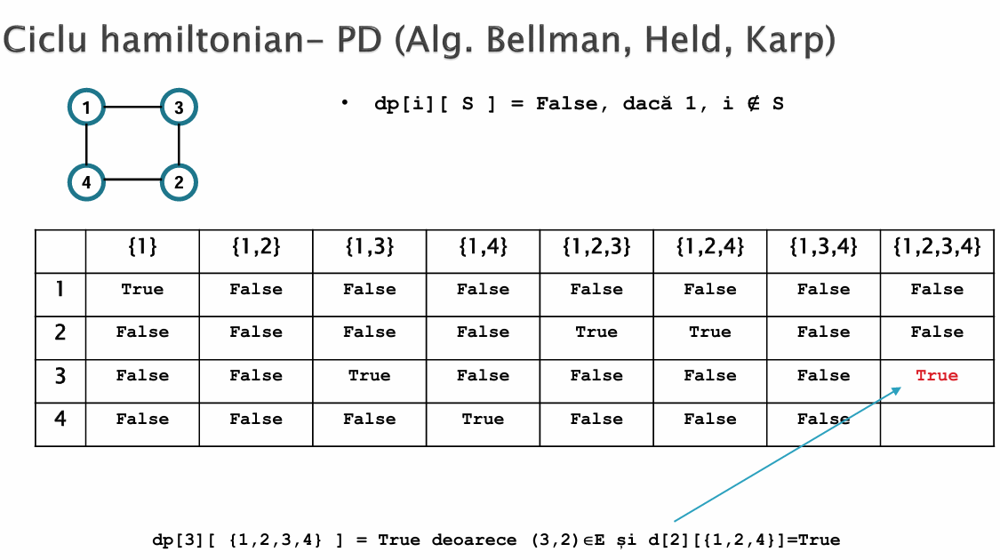 Ciclu hamiltonian– PD (Alg. Bellman, Held, Karp)
• dp[i][ S ] = False, dacă 1, i ∉ S
1 3
4 2
{1} {1,2} {1,3} {1,4} {1,2,3} {1,2,4} {1,3,4} {1,2,3,4}
1 True False False False False False False False
2 False False False False True True False False
3 False False True False False False False True
4 False False False True False False False
dp[3][ {1,2,3,4} ] = True deoarece (3,2)∈E și d[2][{1,2,4}]=True